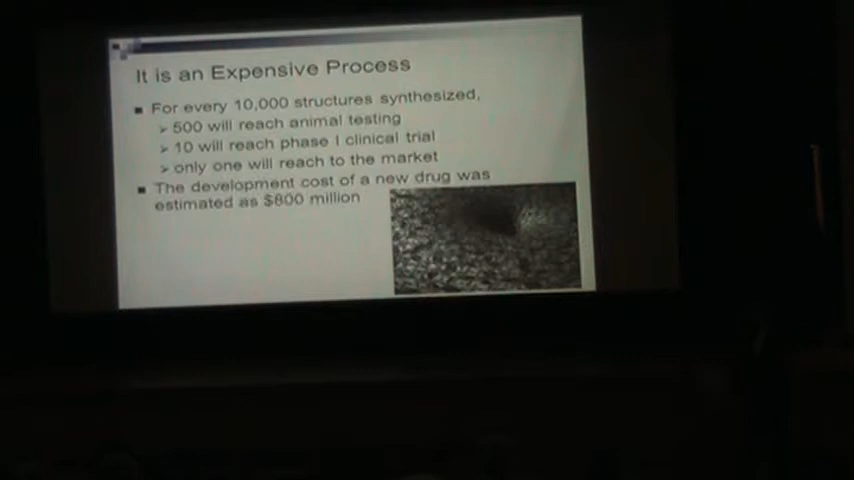 It is an Expensive Process
For every 10,000 structures synthesized,
500 will reach animal testing
10 will reach phase I clinical trial
only one will reach to the market
The development cost of a new drug was
estimated as $800 million